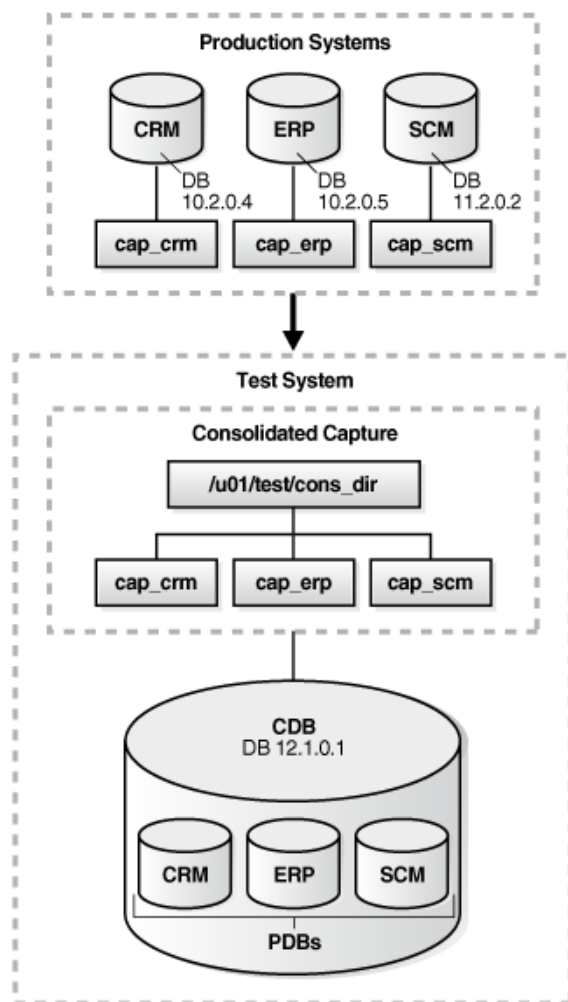 Production Systems
CRM
ERP
SCM
DB
10.2.0.4
DB
10.2.0.5
DB
11.2.0.2
cap_crm
cap_erp
cap_scm
Test System
Consolidated Capture
/u01/test/cons_dir
cap_crm
cap_erp
cap_scm
CDB
DB 12.1.0.1
CRM
ERP
SCM
PDBs